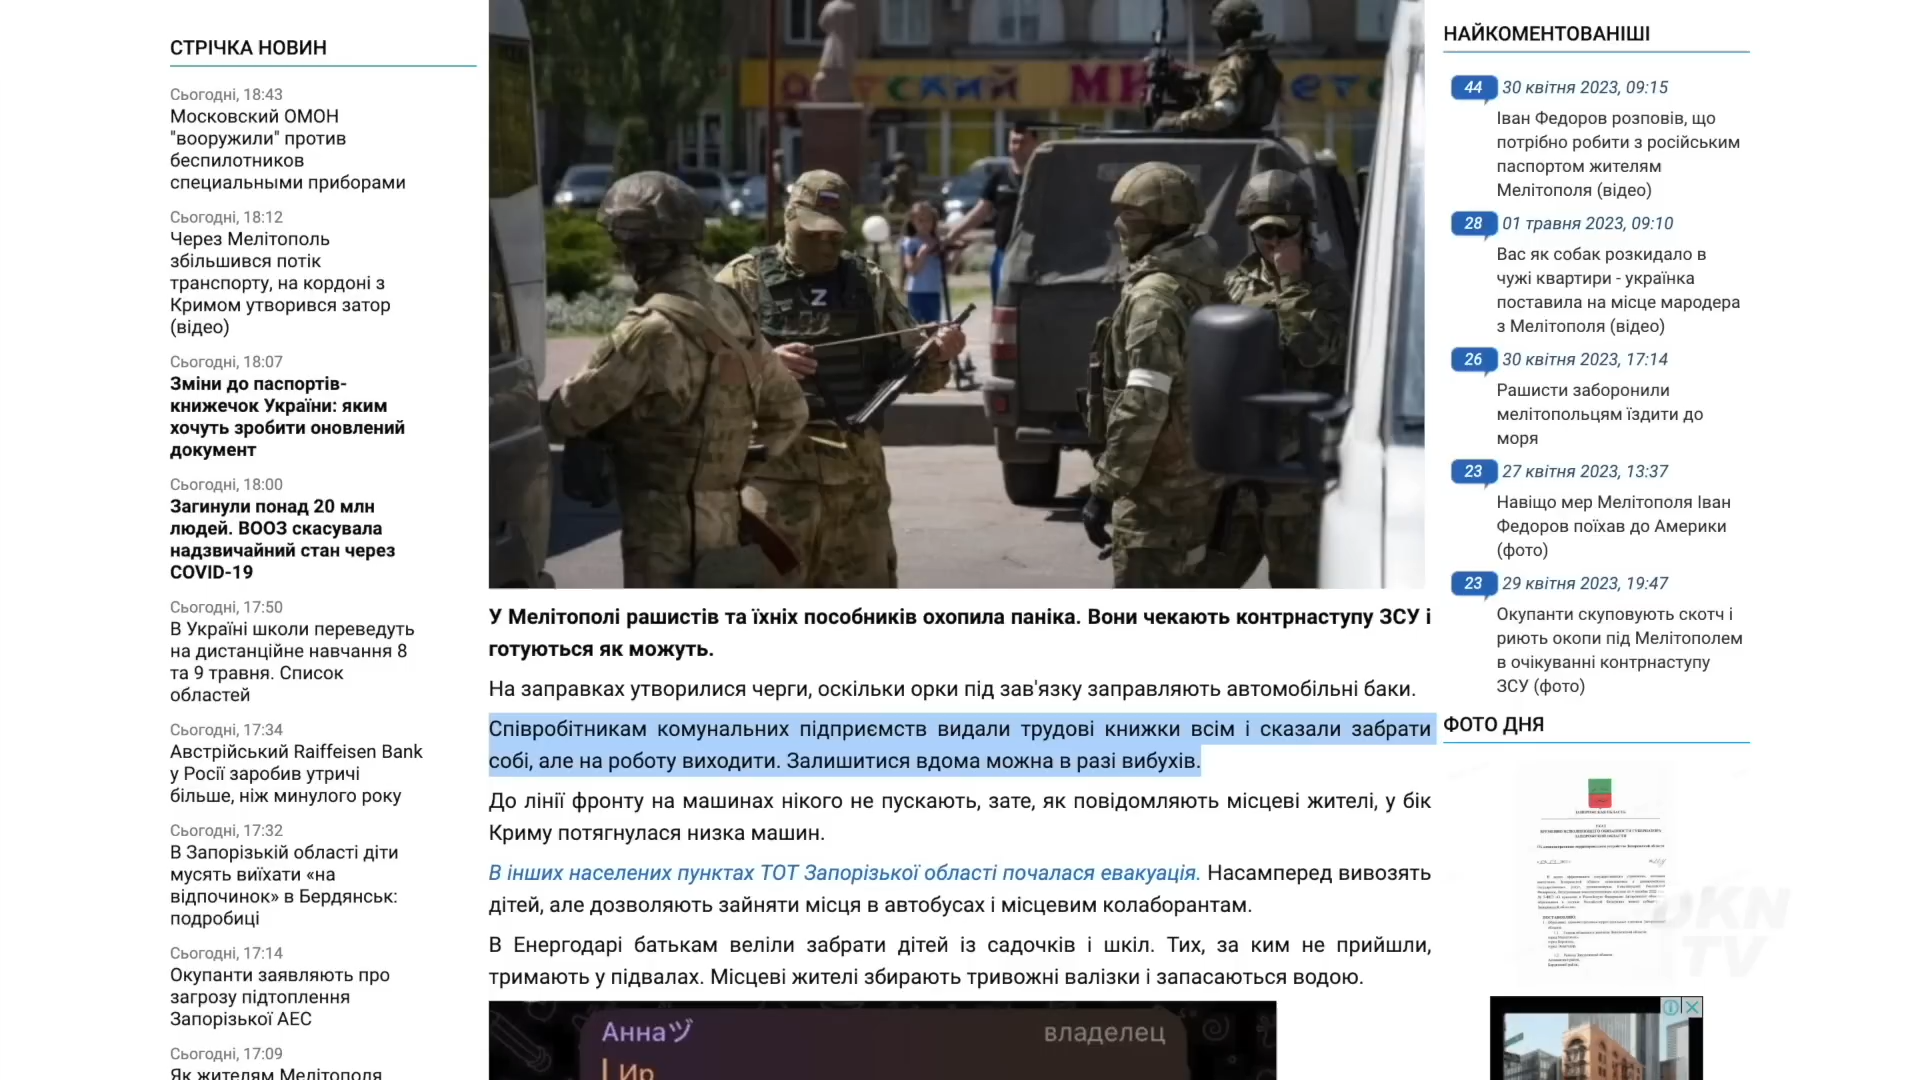 СТРІЧКА НОВИН
Сьогодні, 18:43
Московский ОМОН
"вооружили" против
беспилотников
специальными приборами
Сьогодні, 18:12
Через Мелітополь
збільшився потік
транспорту, на кордоні з
Кримом утворився затор
(відео)
Сьогодні, 18:07
Зміни до паспортів-
книжечок України: яким
хочуть зробити оновлений
документ
Сьогодні, 18:00
Загинули понад 20 млн
людей. ВООЗ скасувала
надзвичайний стан через
COVID-19
Сьогодні, 17:50
В Україні школи переведуть
на дистанційне навчання 8
та 9 травня. Список
областей
Сьогодні, 17:34
Австрійський Raiffeisen Bank
у Росії заробив утричі
більше, ніж минулого року
Сьогодні, 17:32
В Запорізькій області діти
мусять виїхати «на
відпочинок» в Бердянськ:
подробиці
Сьогодні, 17:14
Окупанти заявляють про
загрозу підтоплення
Запорізької АЕС
Сьогодні, 17:09
Як жителям Мелітополя
Z
У Мелітополі рашистів та їхніх пособників охопила паніка. Вони чекають контрнаступу ЗСУ і
готуються як можуть.
На заправках утворилися черги, оскільки орки під зав'язку заправляють автомобільні баки.
Співробітникам комунальних підприємств видали трудові книжки всім і сказали забрати
собі, але на роботу виходити. Залишитися вдома можна в разі вибухів.
До лінії фронту на машинах нікого не пускають, зате, як повідомляють місцеві жителі, у бік
Криму потягнулася низка машин.
В інших населених пунктах ТОТ Запорізької області почалася евакуація. Насамперед вивозять
дітей, але дозволяють зайняти місця в автобусах і місцевим колаборантам.
В Енергодарі батькам веліли забрати дітей із садочків і шкіл. Тих, за ким не прийшли,
тримають у підвалах. Місцеві жителі збирають тривожні валізки і запасаються водою.
Аннаヅ владелец
Ир
НАЙКОМЕНТОВАНІШІ
44 30 квітня 2023, 09:15
Іван Федоров розповів, що
потрібно робити з російським
паспортом жителям
Мелітополя (відео)
28 01 травня 2023, 09:10
Вас як собак розкидало в
чужі квартири - українка
поставила на місце мародера
з Мелітополя (відео)
26 30 квітня 2023, 17:14
Рашисти заборонили
мелітопольцям їздити до
моря
23 27 квітня 2023, 13:37
Навіщо мер Мелітополя Іван
Федоров поїхав до Америки
(фото)
23 29 квітня 2023, 19:47
Окупанти скуповують скотч і
риють окопи під Мелітополем
в очікуванні контрнаступу
ЗСУ (фото)
ФОТО ДНЯ
TV